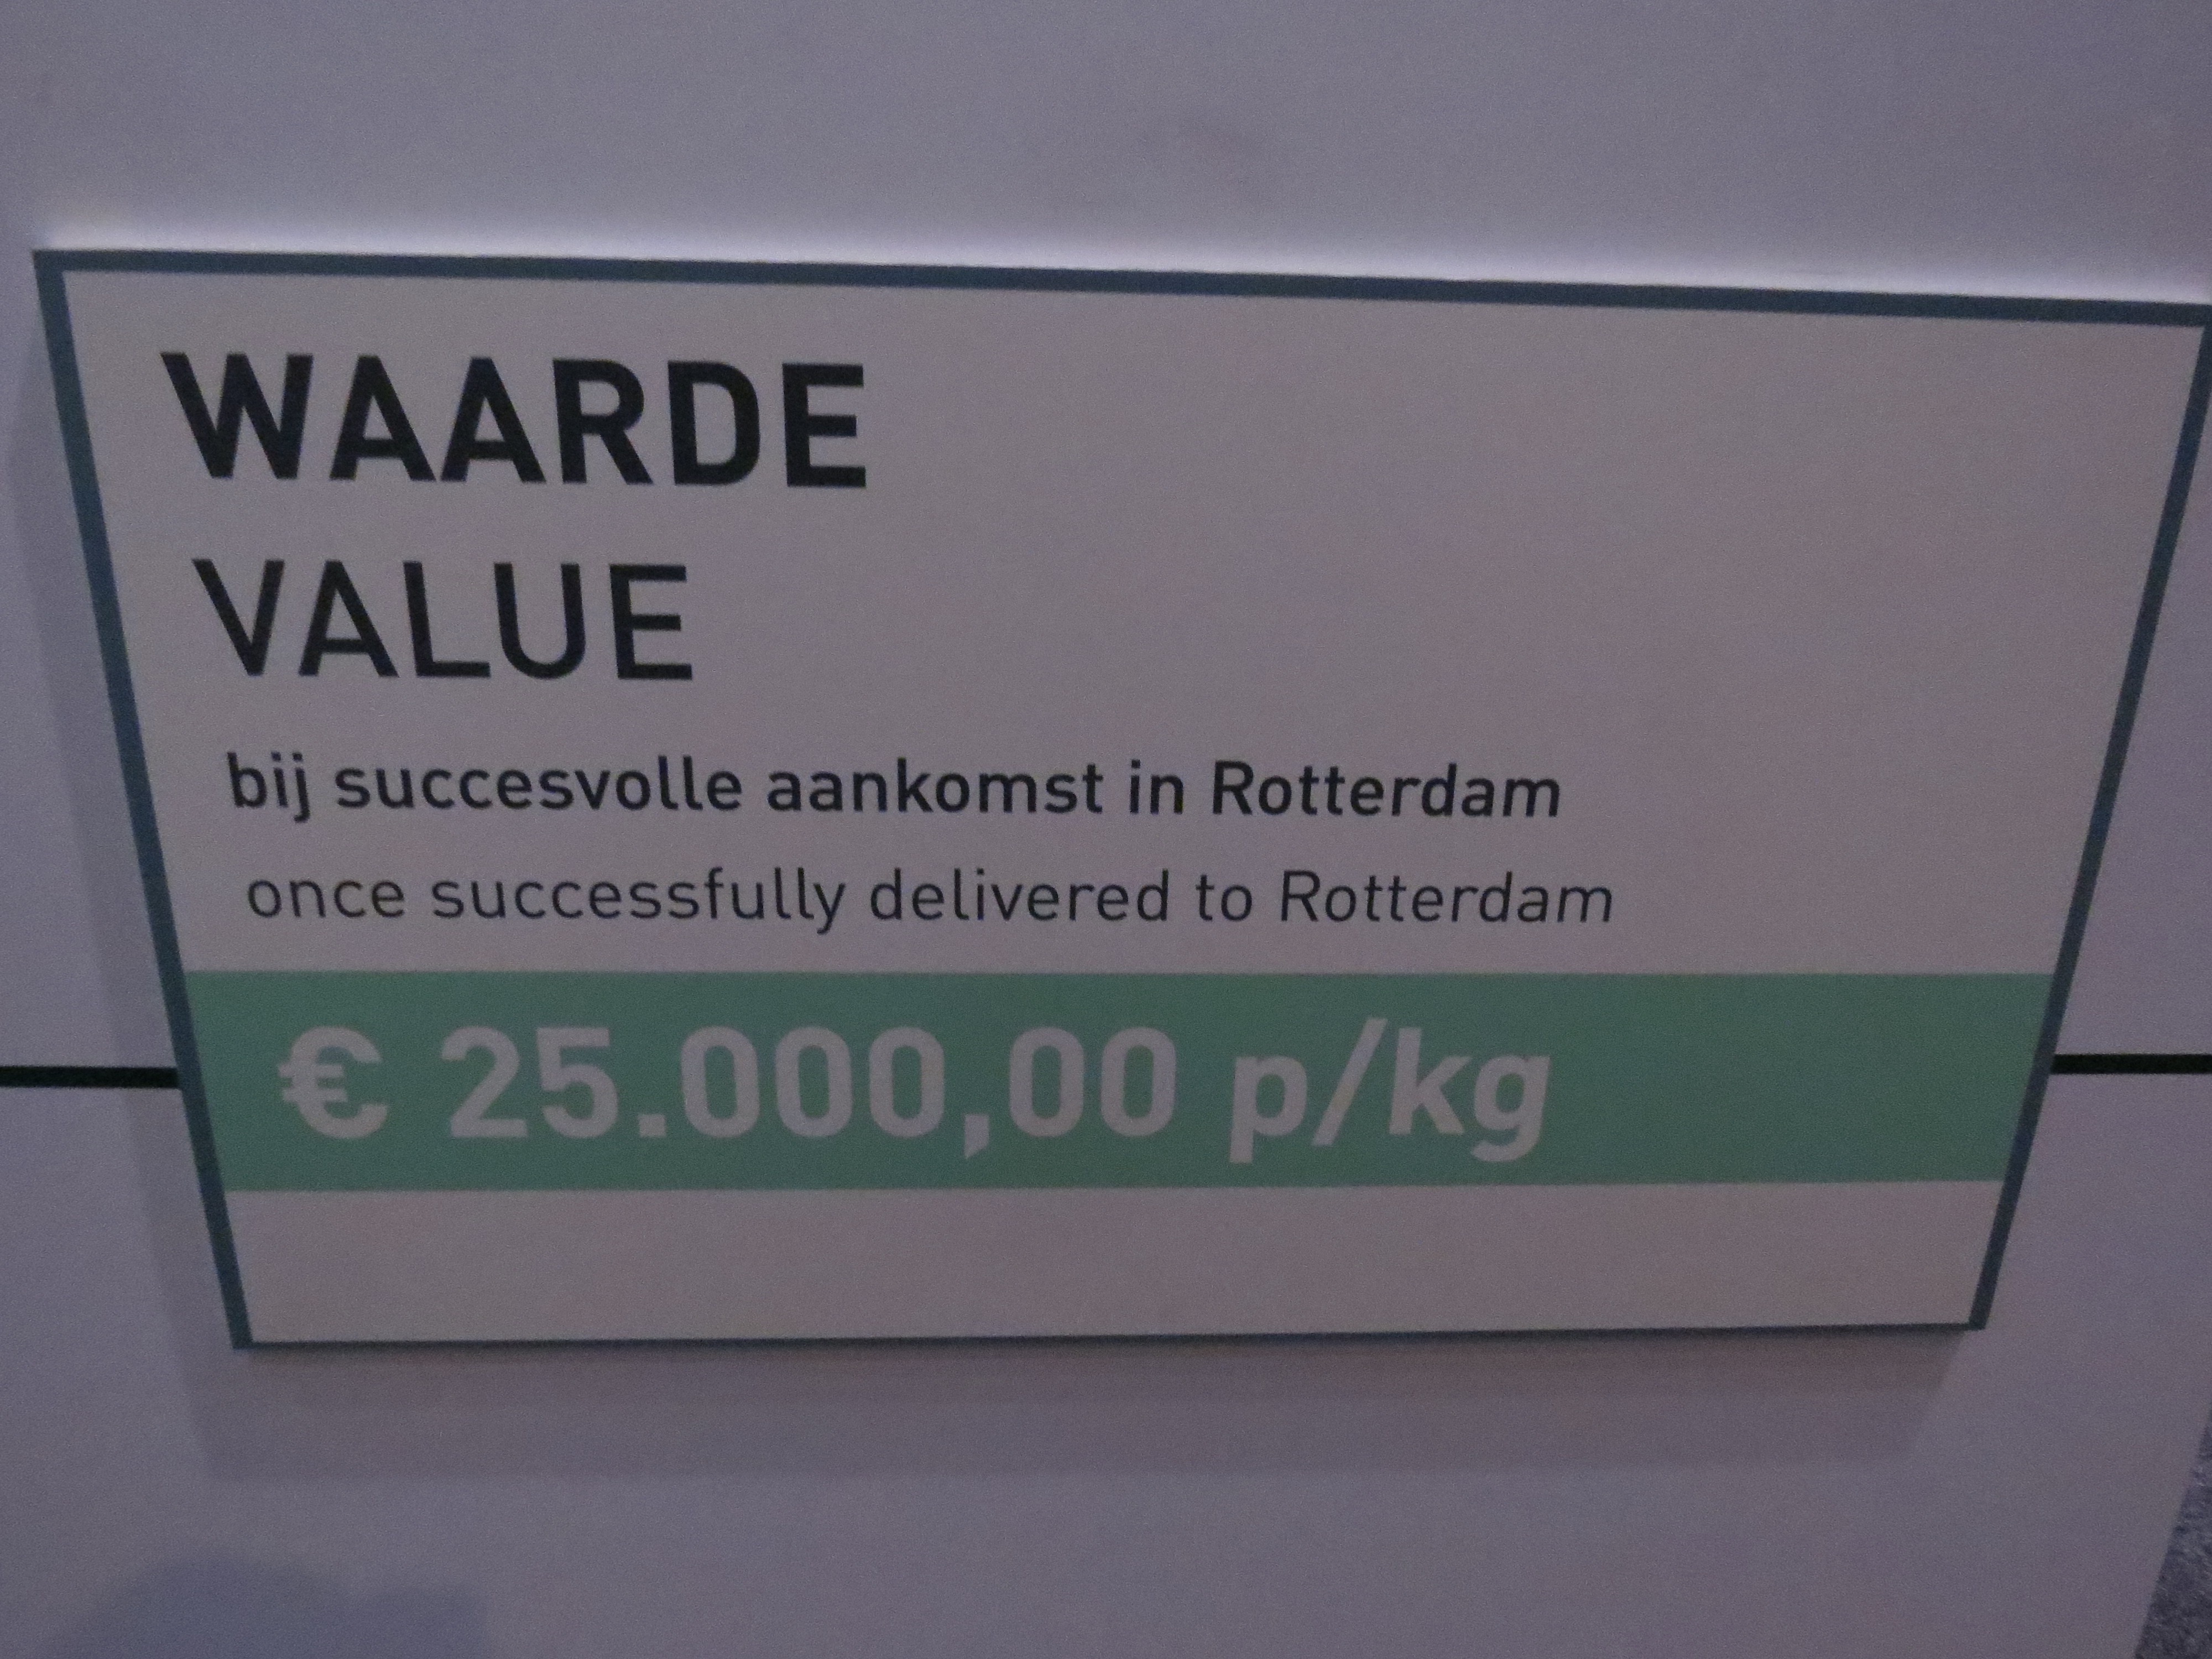 WAARDE
VALUE
bij succesvolle aankomst in Rotterdam
once successfully delivered to Rotterdam
€ 25.000,00 p/kg